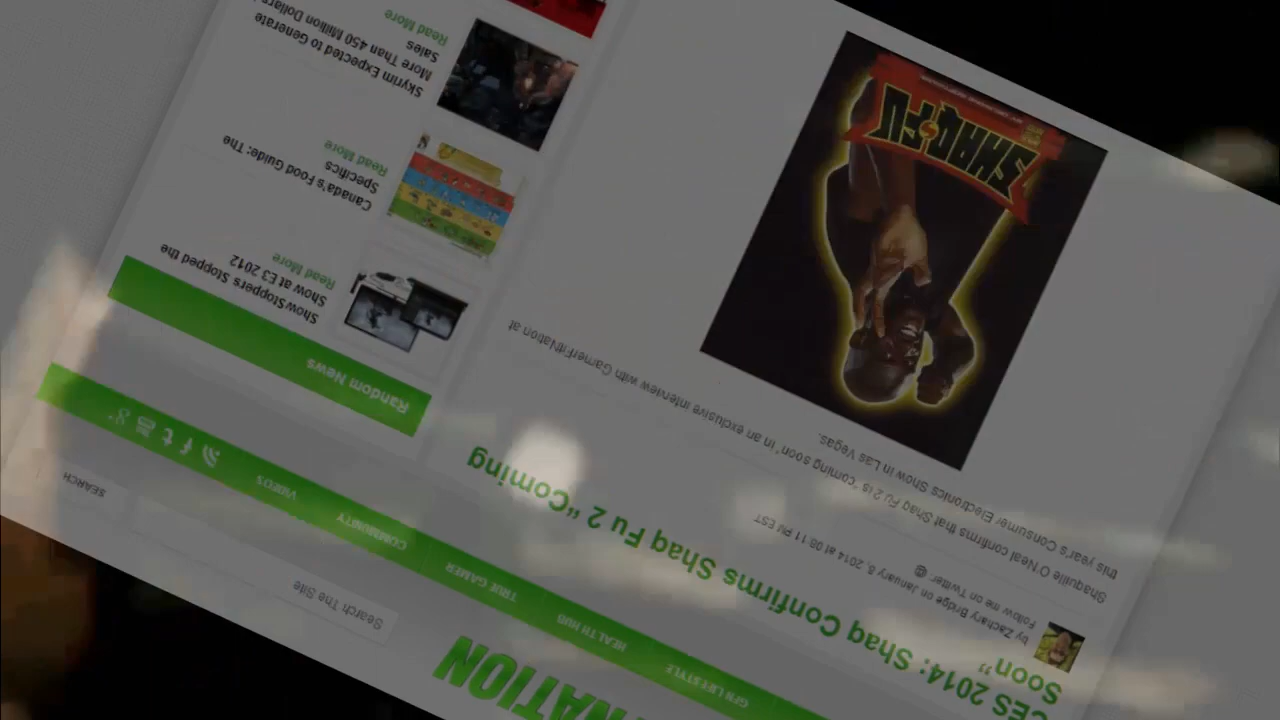 NATION
Search The Site
SEARCH
GFN LIFESTYLE
HEALTH HUB
TRUE GAMER
COMMUNITY
VIDEOS
CES 2014: Shaq Confirms Shaq Fu 2 “Coming
Soon”
by Zachary Bridge on January, 8, 2014 at 08:11 PM EST
Follow me on Twitter: @
Shaquille O'Neal confirms that Shaq Fu 2 is "coming soon" in an exclusive interview with GamerFitNation at
this year's Consumer Electronics Show in Las Vegas.
SHAQ-FU
Random News
ShowStoppers Stopped the
Show at E3 2012
Read More
Canada's Food Guide: The
Specifics
Read More
Skyrim Expected to Generate
More Than 450 Million Dollars
Sales
Read More